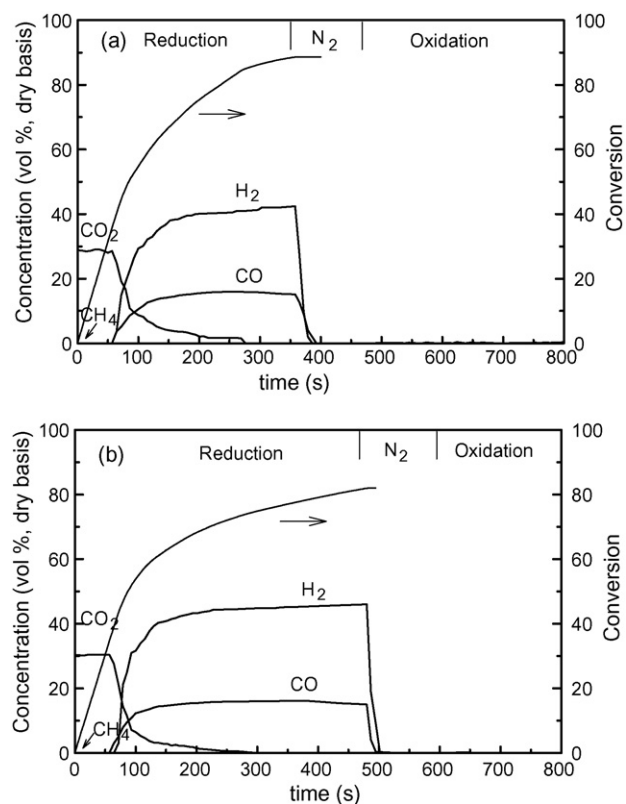 (a) Reduction N₂ Oxidation
Concentration (vol %, dry basis)
Conversion
100 100
80 80
60 60
40 40
20 20
0 0
H₂
CO₂
CO
CH₄
0 100 200 300 400 500 600 700 800
time (s)
(b) Reduction N₂ Oxidation
Concentration (vol %, dry basis)
Conversion
100 100
80 80
60 60
40 40
20 20
0 0
H₂
CO₂
CO
CH₄
0 100 200 300 400 500 600 700 800
time (s)